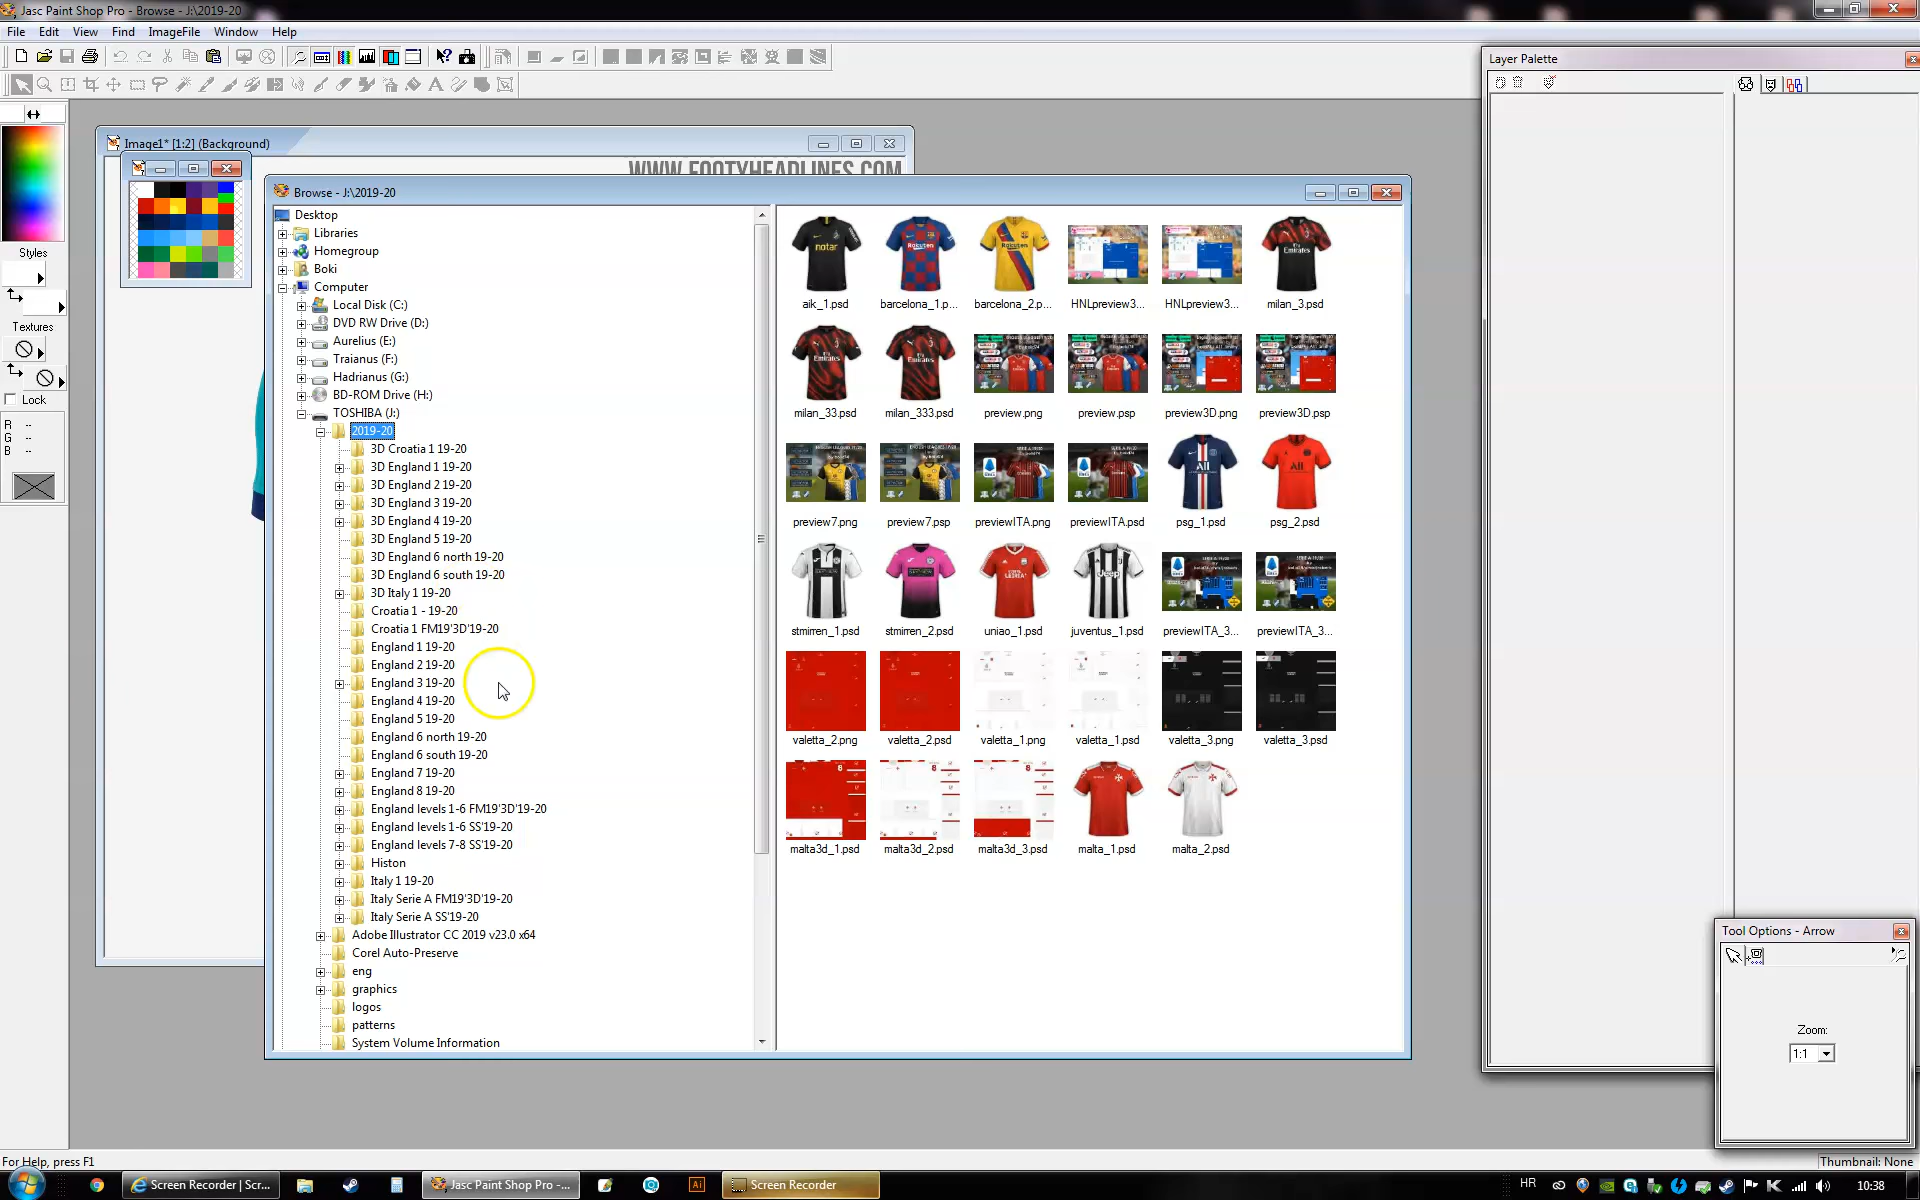 Jasc Paint Shop Pro - Browse - J:\2019-20
File Edit View Find ImageFile Window Help
Layer Palette
Image1* [1:2] (Background)
WWW.FOOTYHEADLINES.COM
Browse - J:\2019-20
Desktop
Libraries
Homegroup
Boki
Computer
Local Disk (C:)
DVD RW Drive (D:)
Aurelius (E:)
Traianus (F:)
Hadrianus (G:)
BD-ROM Drive (H:)
TOSHIBA (J:)
2019-20
3D Croatia 1 19-20
3D England 1 19-20
3D England 2 19-20
3D England 3 19-20
3D England 4 19-20
3D England 5 19-20
3D England 6 north 19-20
3D England 6 south 19-20
3D Italy 1 19-20
Croatia 1 - 19-20
Croatia 1 FM19'3D'19-20
England 1 19-20
England 2 19-20
England 3 19-20
England 4 19-20
England 5 19-20
England 6 north 19-20
England 6 south 19-20
England 7 19-20
England 8 19-20
England levels 1-6 FM19'3D'19-20
England levels 1-6 SS'19-20
England levels 7-8 SS'19-20
Histon
Italy 1 19-20
Italy Serie A FM19'3D'19-20
Italy Serie A SS'19-20
Adobe Illustrator CC 2019 v23.0 x64
Corel Auto-Preserve
eng
graphics
logos
patterns
System Volume Information
aik_1.psd barcelona_1.p... barcelona_2.p... HNLpreview3... HNLpreview3... milan_3.psd
milan_33.psd milan_333.psd preview.png preview.psp preview3D.png preview3D.psp
preview7.png preview7.psp previewITA.png previewITA.psd psg_1.psd psg_2.psd
stmirren_1.psd stmirren_2.psd uniao_1.psd juventus_1.psd previewITA_3... previewITA_3...
valetta_2.png valetta_2.psd valetta_1.png valetta_1.psd valetta_3.png valetta_3.psd
malta3d_1.psd malta3d_2.psd malta3d_3.psd malta_1.psd malta_2.psd
notar
Rakuten
Rakuten
Jeep
Styles
Textures
Lock
R --
G --
B --
Tool Options - Arrow
Zoom:
1:1
For Help, press F1
Thumbnail: None
Screen Recorder | Scr...
Jasc Paint Shop Pro -...
Ai
Screen Recorder
HR
10:38